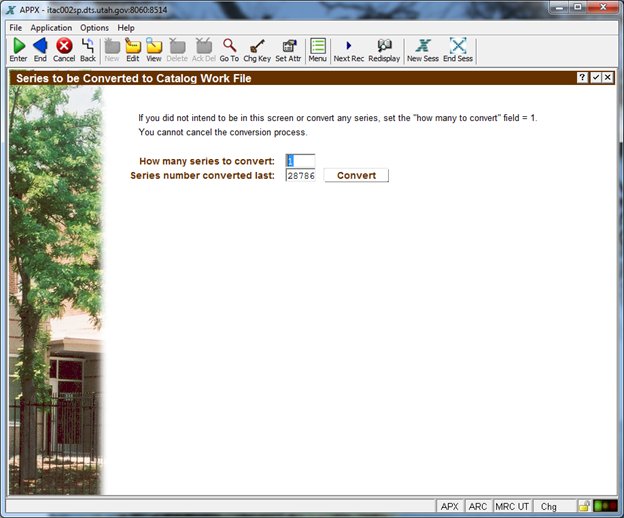 APPX - itac002sp.dts.utah.gov:8060:8514
File Application Options Help
Enter End Cancel Back New Edit View Delete Ack Del Go To Chg Key Set Attr Menu Next Rec Redisplay New Sess End Sess
Series to be Converted to Catalog Work File
If you did not intend to be in this screen or convert any series, set the "how many to convert" field = 1.
You cannot cancel the conversion process.
How many series to convert: 1
Series number converted last: 28786 Convert
APX ARC MRC UT Chg